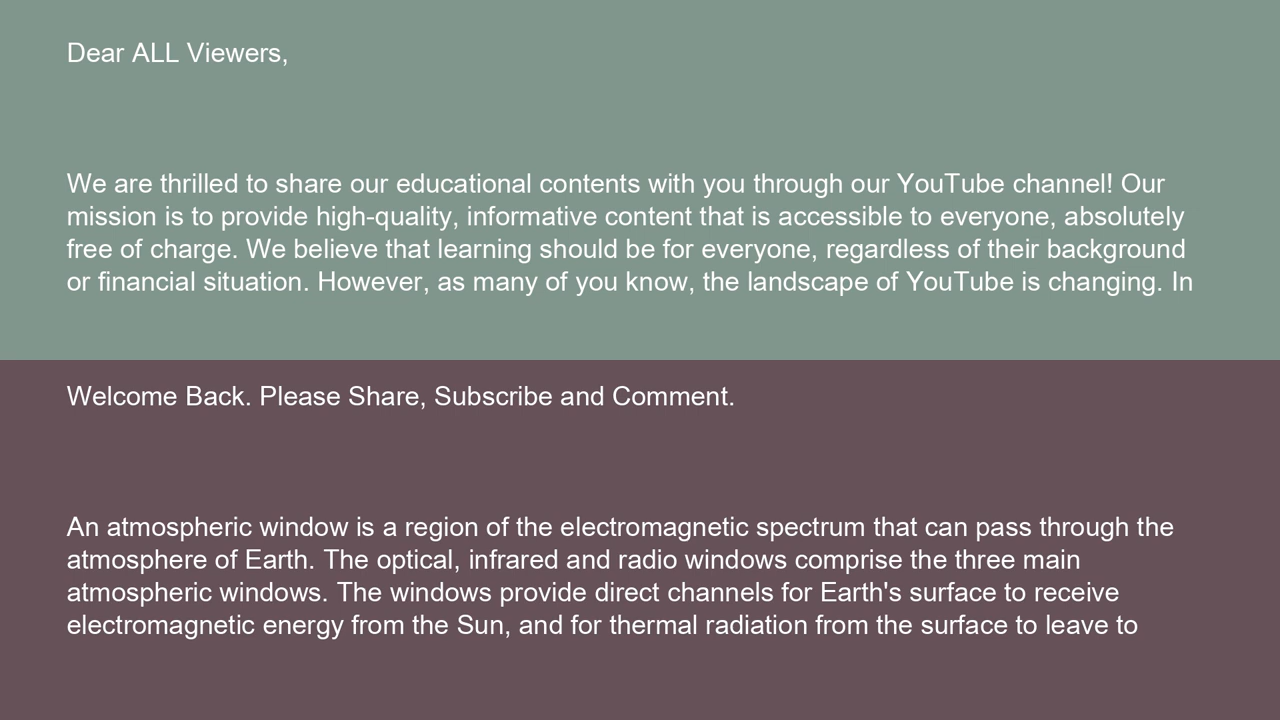 Dear ALL Viewers,
We are thrilled to share our educational contents with you through our YouTube channel! Our
mission is to provide high-quality, informative content that is accessible to everyone, absolutely
free of charge. We believe that learning should be for everyone, regardless of their background
or financial situation. However, as many of you know, the landscape of YouTube is changing. In
Welcome Back. Please Share, Subscribe and Comment.
An atmospheric window is a region of the electromagnetic spectrum that can pass through the
atmosphere of Earth. The optical, infrared and radio windows comprise the three main
atmospheric windows. The windows provide direct channels for Earth's surface to receive
electromagnetic energy from the Sun, and for thermal radiation from the surface to leave to